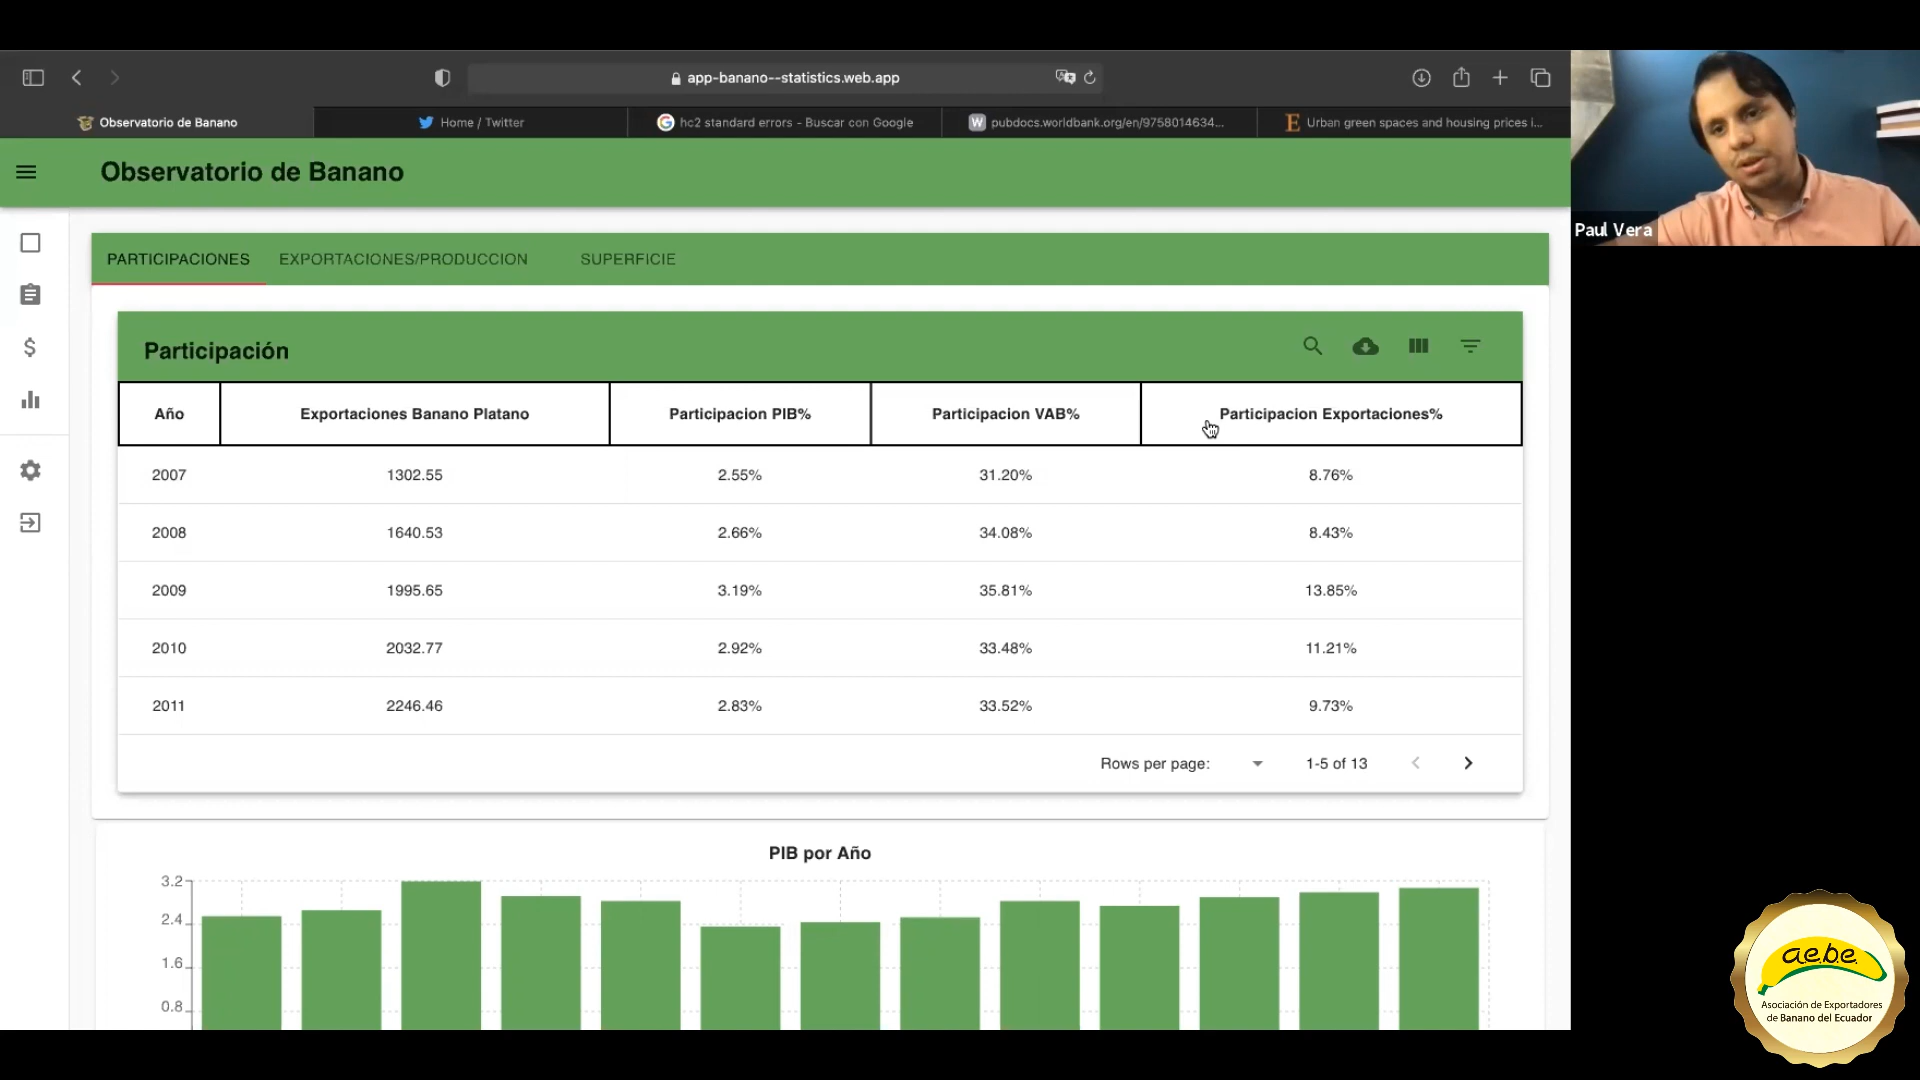 app-banano--statistics.web.app
Observatorio de Banano
Home / Twitter
hc2 standard errors - Buscar con Google
pubdocs.worldbank.org/en/9758014634...
Urban green spaces and housing prices i...
Observatorio de Banano
Paul Vera
PARTICIPACIONES EXPORTACIONES/PRODUCCION SUPERFICIE
Participación
Año Exportaciones Banano Platano Participacion PIB% Participacion VAB% Participacion Exportaciones%
2007 1302.55 2.55% 31.20% 8.76%
2008 1640.53 2.66% 34.08% 8.43%
2009 1995.65 3.19% 35.81% 13.85%
2010 2032.77 2.92% 33.48% 11.21%
2011 2246.46 2.83% 33.52% 9.73%
Rows per page: 1-5 of 13
PIB por Año
3.2
2.4
1.6
0.8
a.e.b.e.
Asociación de Exportadores
de Banano del Ecuador